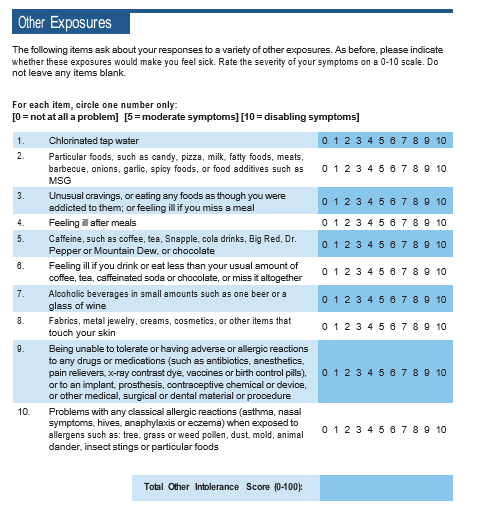 Other Exposures
The following items ask about your responses to a variety of other exposures. As before, please indicate
whether these exposures would make you feel sick. Rate the severity of your symptoms on a 0-10 scale. Do
not leave any items blank.
For each item, circle one number only:
[0 = not at all a problem] [5 = moderate symptoms] [10 = disabling symptoms]
1. Chlorinated tap water 0 1 2 3 4 5 6 7 8 9 10
2. Particular foods, such as candy, pizza, milk, fatty foods, meats,
barbecue, onions, garlic, spicy foods, or food additives such as 0 1 2 3 4 5 6 7 8 9 10
MSG
3. Unusual cravings, or eating any foods as though you were
addicted to them; or feeling ill if you miss a meal 0 1 2 3 4 5 6 7 8 9 10
4. Feeling ill after meals 0 1 2 3 4 5 6 7 8 9 10
5. Caffeine, such as coffee, tea, Snapple, cola drinks, Big Red, Dr.
Pepper or Mountain Dew, or chocolate 0 1 2 3 4 5 6 7 8 9 10
6. Feeling ill if you drink or eat less than your usual amount of
coffee, tea, caffeinated soda or chocolate, or miss it altogether 0 1 2 3 4 5 6 7 8 9 10
7. Alcoholic beverages in small amounts such as one beer or a
glass of wine 0 1 2 3 4 5 6 7 8 9 10
8. Fabrics, metal jewelry, creams, cosmetics, or other items that
touch your skin 0 1 2 3 4 5 6 7 8 9 10
9. Being unable to tolerate or having adverse or allergic reactions
to any drugs or medications (such as antibiotics, anesthetics,
pain relievers, x-ray contrast dye, vaccines or birth control pills), 0 1 2 3 4 5 6 7 8 9 10
or to an implant, prosthesis, contraceptive chemical or device,
or other medical, surgical or dental material or procedure
10. Problems with any classical allergic reactions (asthma, nasal
symptoms, hives, anaphylaxis or eczema) when exposed to
allergens such as: tree, grass or weed pollen, dust, mold, animal 0 1 2 3 4 5 6 7 8 9 10
dander, insect stings or particular foods
Total Other Intolerance Score (0-100):